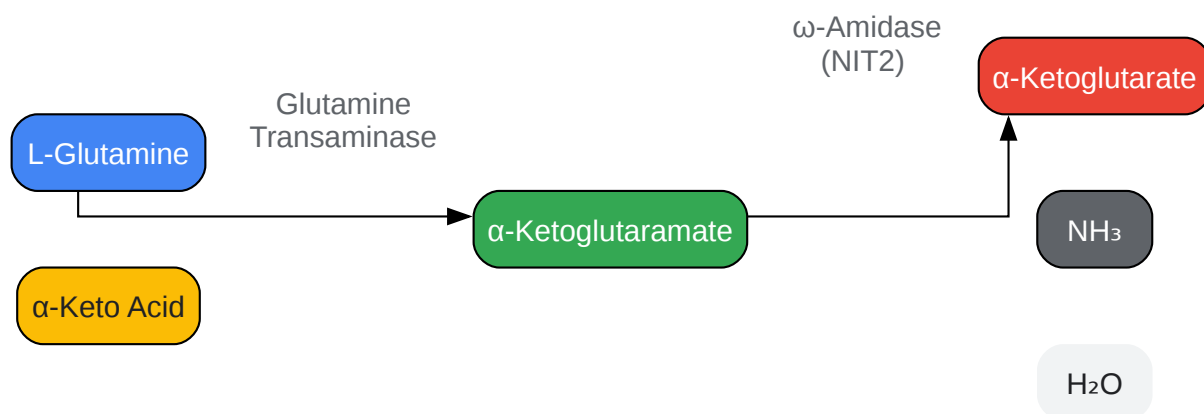 ω-Amidase
(NIT2)
α-Ketoglutarate
Glutamine
Transaminase
L-Glutamine
α-Ketoglutaramate
NH₃
α-Keto Acid
H₂O